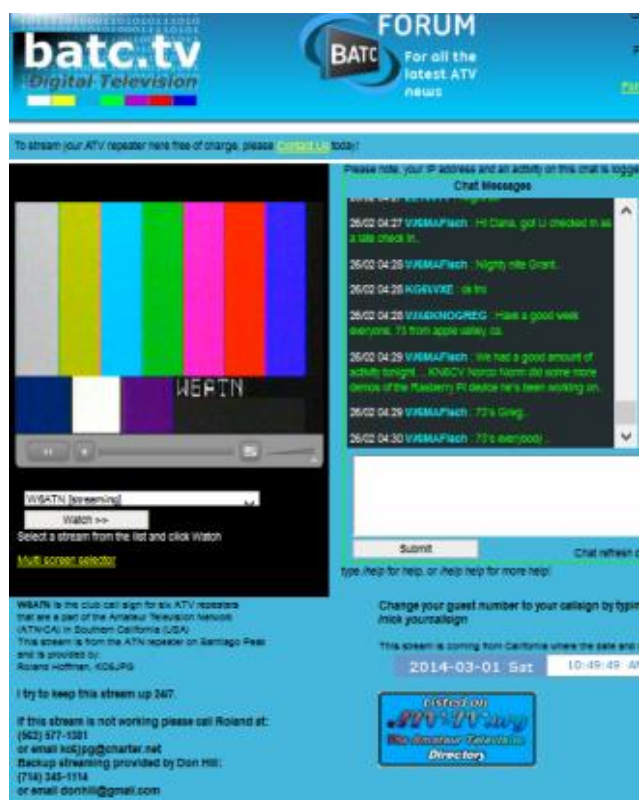 batc.tv
Digital Television
FORUM
BATC
For all the
latest ATV
news
To stream your ATV repeater here free of charge, please Contact Us today!
Please note, your IP address and all activity on this chat is logged
Chat Messages
26/02 04:27 : Hi Dana, got U checked in as
a late check in..
26/02 04:28 : Nighty nite Grant..
26/02 04:28 KG6VXE : ok tnx
26/02 04:28 : Have a good week
everyone, 73 from apple valley, ca.
26/02 04:29 : We had a good amount of
activity tonight ... KN6CY Norco Norm did some more
demos of the Rasberry Pi device he's been working on..
26/02 04:29 : 73's Greg..
26/02 04:30 : 73's everybody ..
W6ATN
W6ATN [streaming]
Watch >>
Select a stream from the list and click Watch
Multi screen selector
Submit
Chat refresh
type /help for help, or /help help for more help!
W6ATN is the club call sign for six ATV repeaters
that are a part of the Amateur Television Network
(ATN-CA) in Southern California (USA)
This stream is from the ATN repeater on Santiago Peak
and is provided by:
Roland Hoffman, KC6JPG
I try to keep this stream up 24/7.
If this stream is not working please call Roland at:
(562) 577-1381
or email kc6jpg@charter.net
Backup streaming provided by Don Hill:
(714) 345-1114
or email donhill@gmail.com
Change your guest number to your callsign by typin
/nick yourcallsign
This stream is coming from California where the date and
2014-03-01 Sat 10:49:49 AM
Listed on
The Amateur Television
Directory